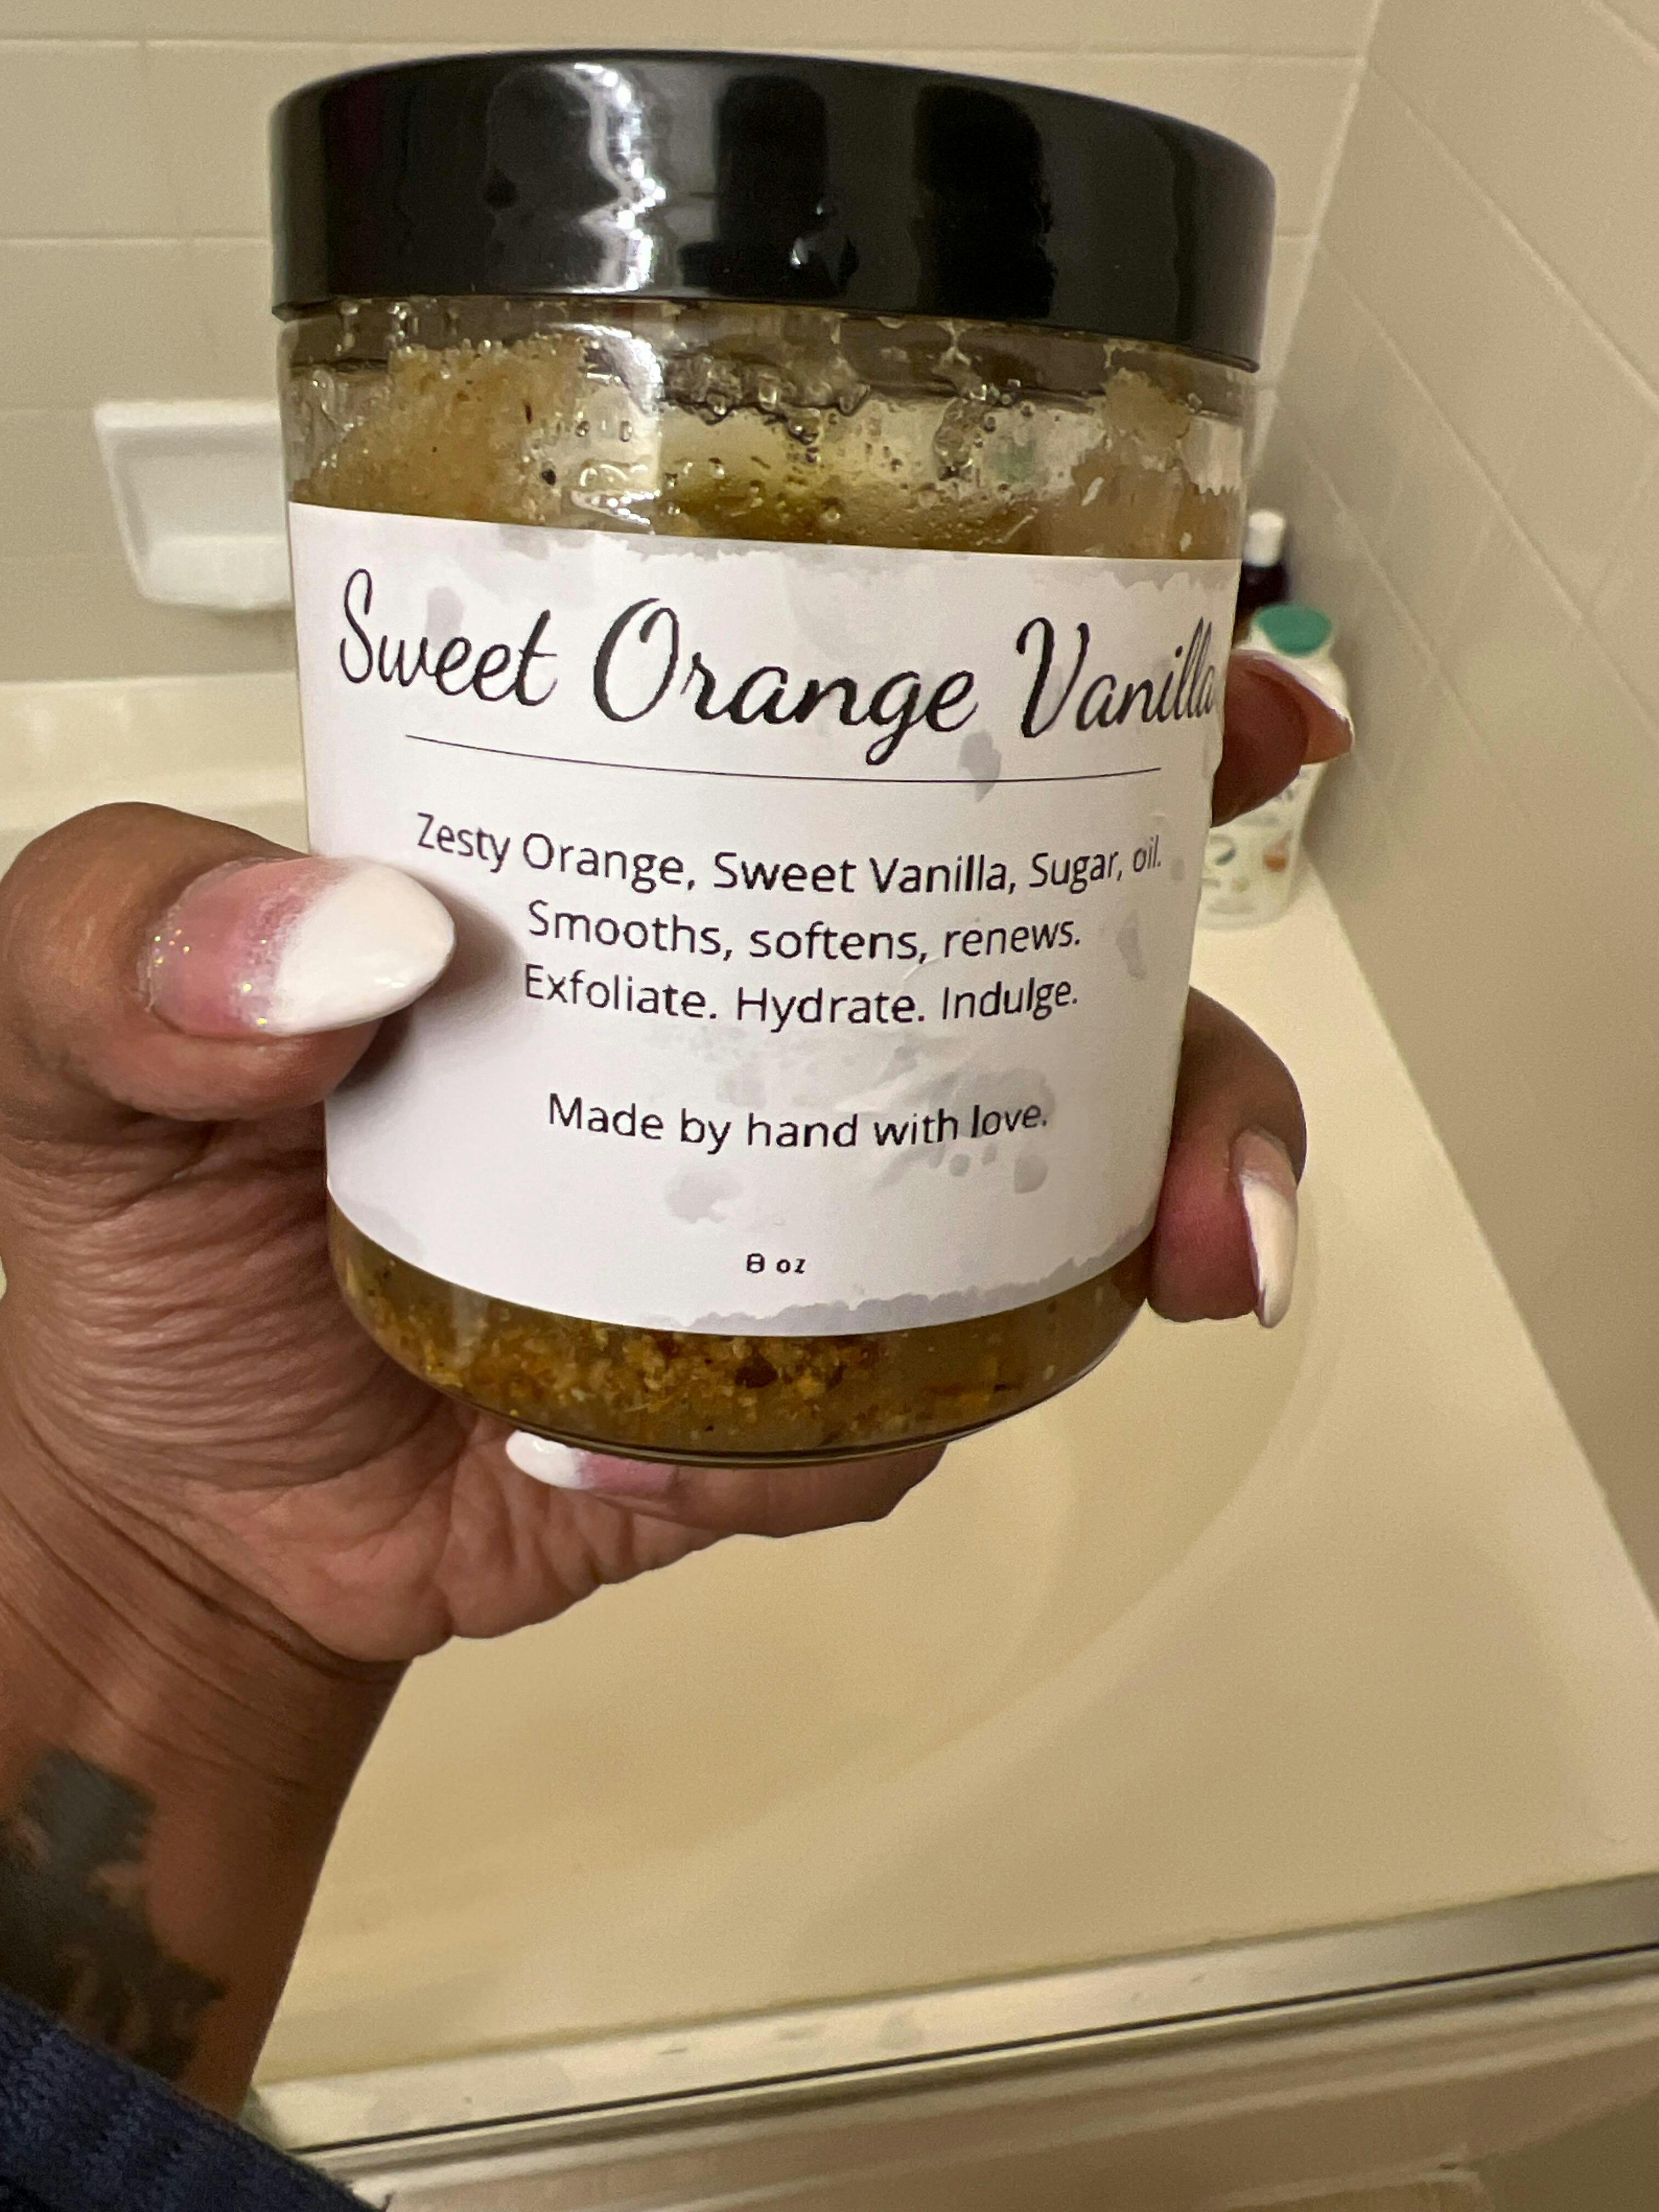 Sweet Orange Vanilla
Zesty Orange, Sweet Vanilla, Sugar, oil.
Smooths, softens, renews.
Exfoliate. Hydrate. Indulge.
Made by hand with love.
8 oz